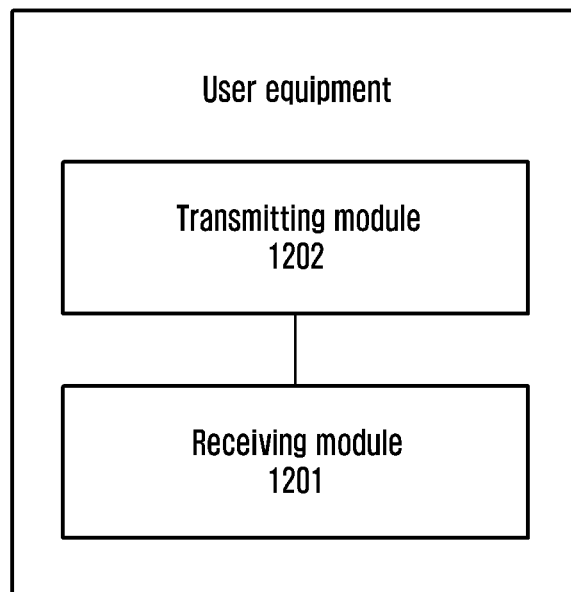 User equipment
Transmitting module
1202
Receiving module
1201